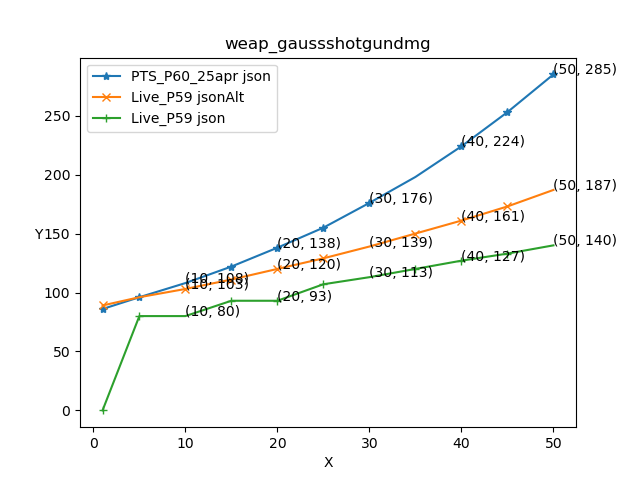 weap_gaussshotgundmg
PTS_P60_25apr json
Live_P59 jsonAlt
Live_P59 json
(50, 285)
(40, 224)
(30, 176)
(20, 138)
(10, 108)
(50, 187)
(40, 161)
(30, 139)
(20, 120)
(10, 103)
(50, 140)
(40, 127)
(30, 113)
(20, 93)
(10, 80)
250
200
Y150
100
50
0
0 10 20 30 40 50
X